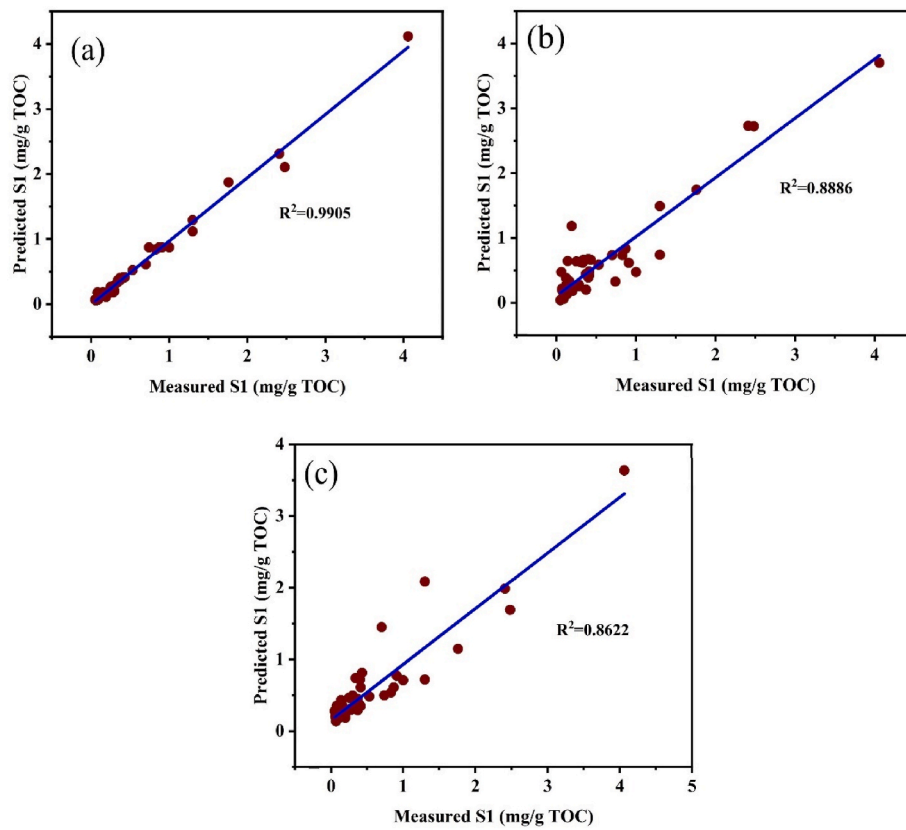 (a)
4
3
2
1
0
Predicted S1 (mg/g TOC)
R²=0.9905
0 1 2 3 4
Measured S1 (mg/g TOC)
(b)
4
3
2
1
0
Predicted S1 (mg/g TOC)
R²=0.8886
0 1 2 3 4
Measured S1 (mg/g TOC)
(c)
4
3
2
1
0
Predicted S1 (mg/g TOC)
R²=0.8622
0 1 2 3 4 5
Measured S1 (mg/g TOC)